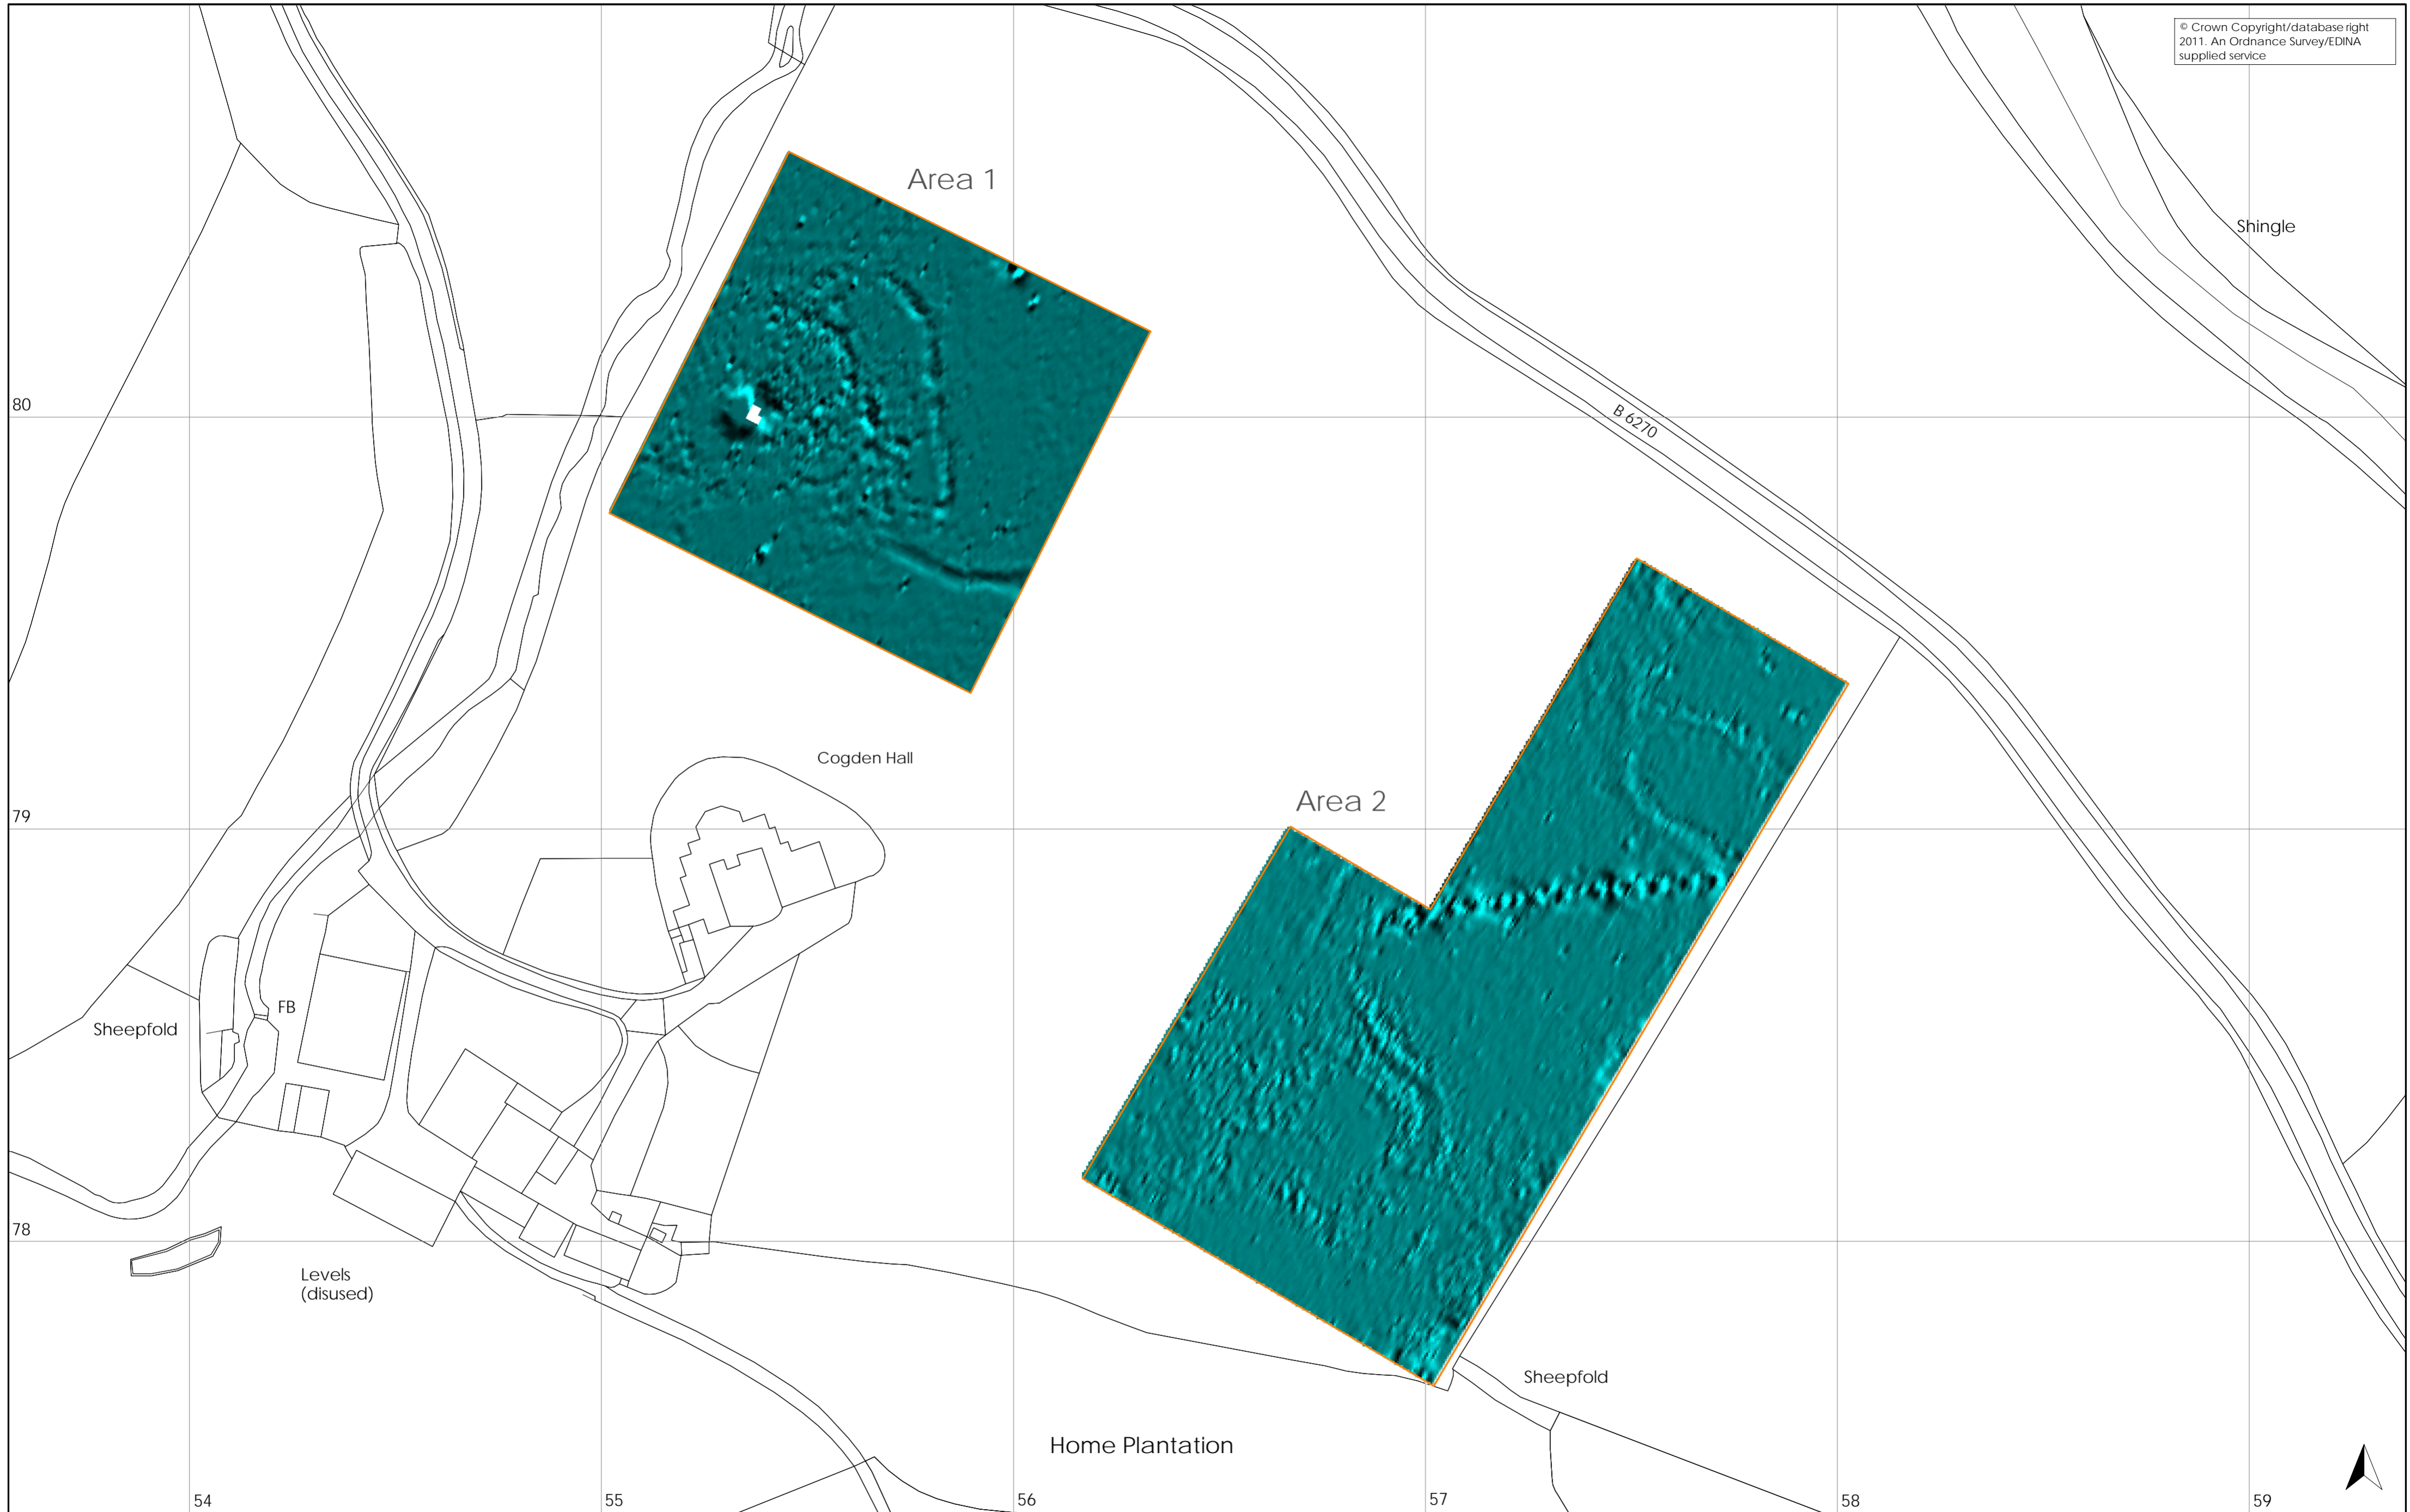 © Crown Copyright/database right
2011. An Ordnance Survey/EDINA
supplied service
Area 1
Shingle
80
B 6270
Cogden Hall
Area 2
79
FB
Sheepfold
78
Levels
(disused)
Sheepfold
Home Plantation
54
55
56
57
58
59